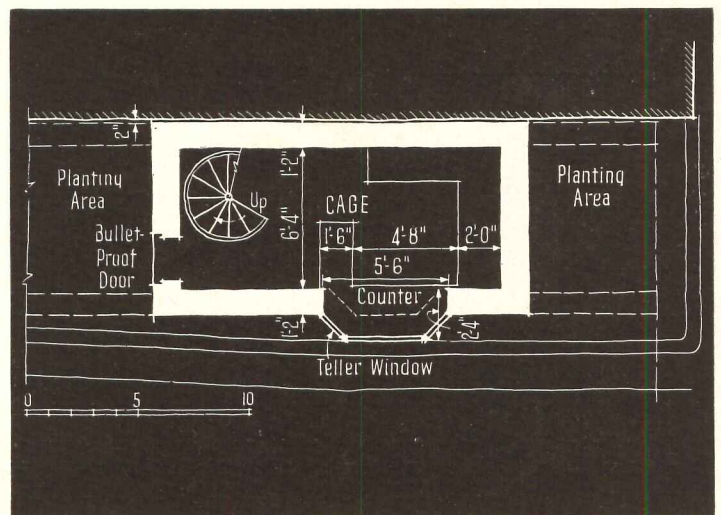 2"
Planting
Area
1'-2"
Up
CAGE
6'-4"
1'-6"
4'-8"
2'-0"
5'-6"
Planting
Area
Bullet-
Proof
Door
Counter
1'-2"
2'-4"
Teller Window
0
5
10